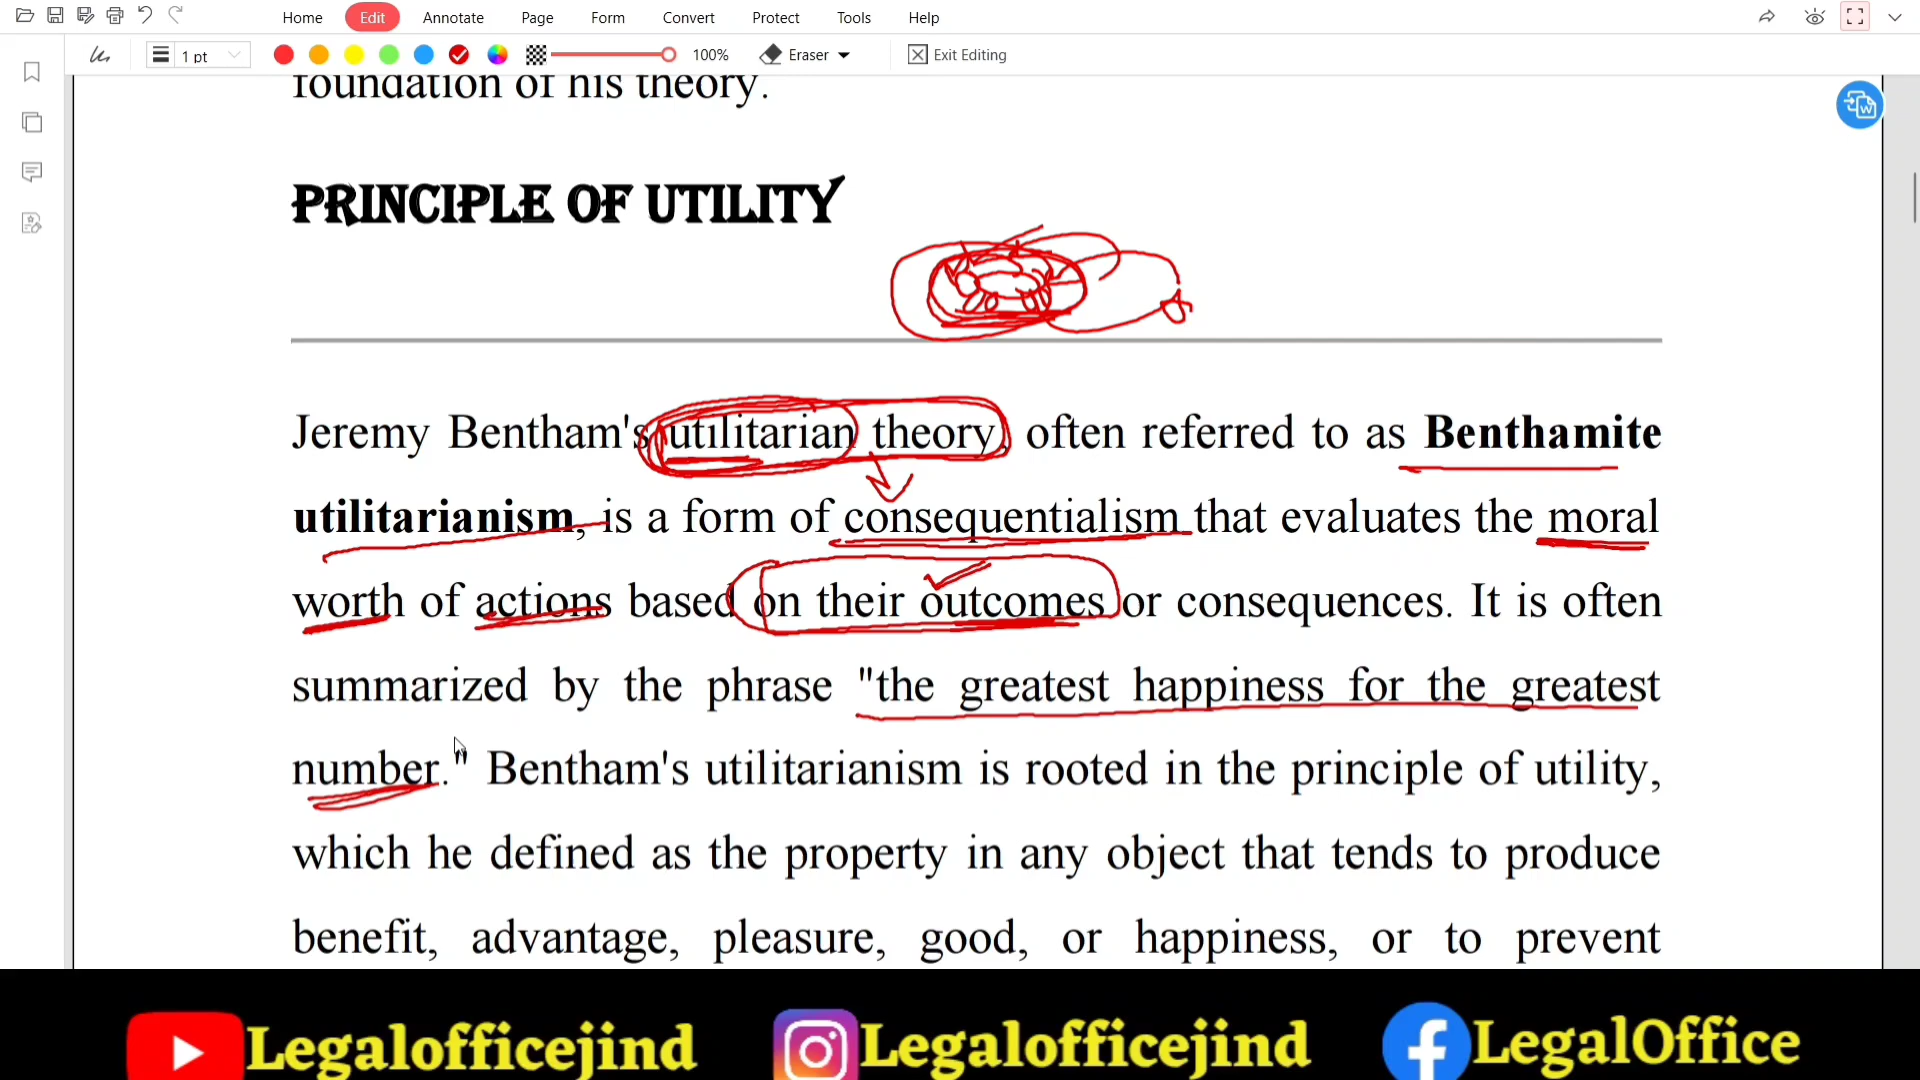 Home Edit Annotate Page Form Convert Protect Tools Help
1 pt 100% Eraser Exit Editing
foundation of his theory.
PRINCIPLE OF UTILITY
Jeremy Bentham's utilitarian theory, often referred to as Benthamite
utilitarianism, is a form of consequentialism that evaluates the moral
worth of actions based on their outcomes or consequences. It is often
summarized by the phrase "the greatest happiness for the greatest
number." Bentham's utilitarianism is rooted in the principle of utility,
which he defined as the property in any object that tends to produce
benefit, advantage, pleasure, good, or happiness, or to prevent
Legalofficejind Legalofficejind LegalOffice